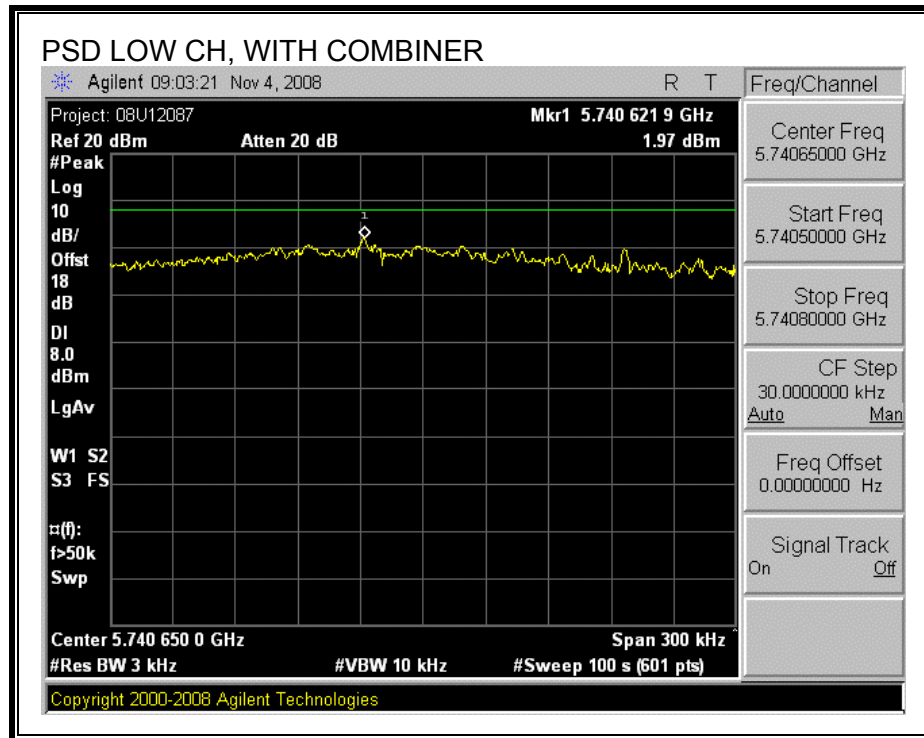 PSD LOW CH, WITH COMBINER
Agilent 09:03:21 Nov 4, 2008 R T
Project: 08U12087 Mkr1 5.740 621 9 GHz
Ref 20 dBm Atten 20 dB 1.97 dBm
#Peak
Log
10
dB/
Offst
18
dB
DI
8.0
dBm
LgAv
W1 S2
S3 FS
¤(f):
f>50k
Swp
1
Center 5.740 650 0 GHz Span 300 kHz
#Res BW 3 kHz #VBW 10 kHz #Sweep 100 s (601 pts)
Copyright 2000-2008 Agilent Technologies
Freq/Channel
Center Freq
5.74065000 GHz
Start Freq
5.74050000 GHz
Stop Freq
5.74080000 GHz
CF Step
30.0000000 kHz
Auto Man
Freq Offset
0.00000000 Hz
Signal Track
On Off